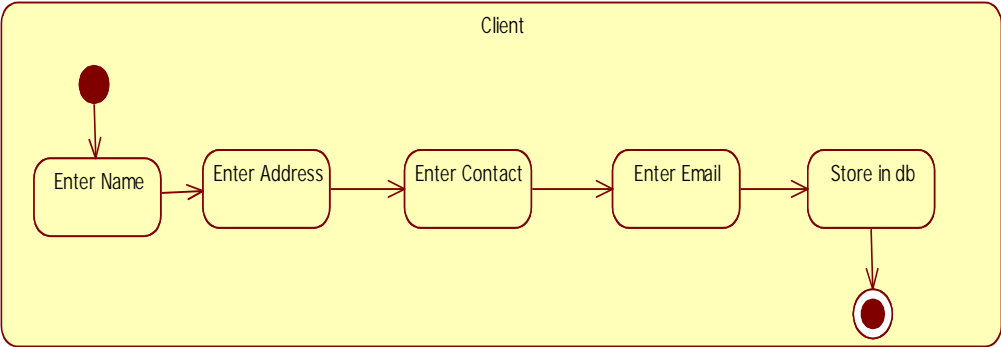 Client
Enter Name
Enter Address
Enter Contact
Enter Email
Store in db